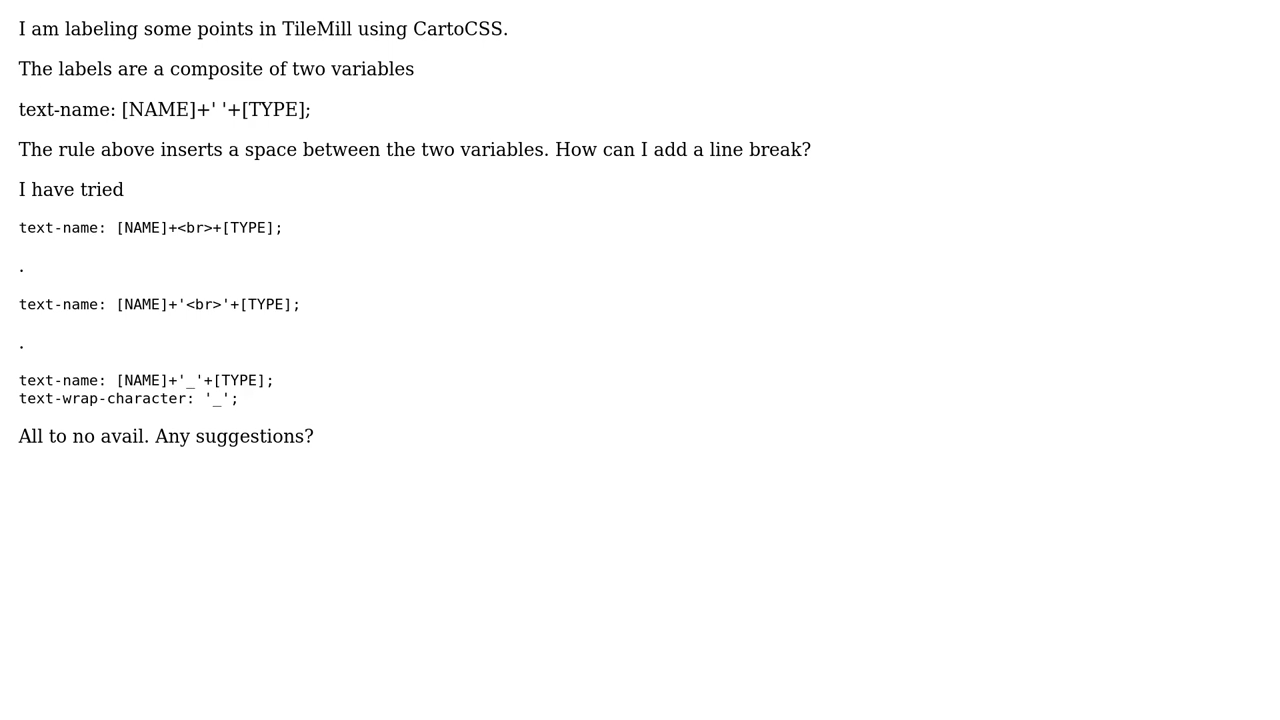 I am labeling some points in TileMill using CartoCSS.
The labels are a composite of two variables
text-name: [NAME]+' '+[TYPE];
The rule above inserts a space between the two variables. How can I add a line break?
I have tried
text-name: [NAME]+<br>+[TYPE];
.
text-name: [NAME]+'<br>'+[TYPE];
.
text-name: [NAME]+'_'+[TYPE];
text-wrap-character: '_';
All to no avail. Any suggestions?